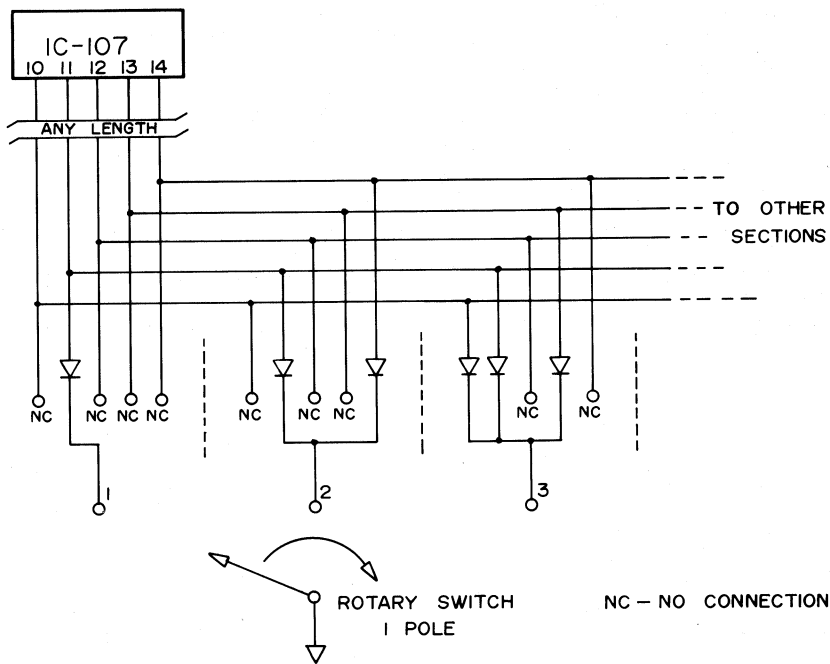 IC-107
10 11 12 13 14
ANY LENGTH
TO OTHER
SECTIONS
NC NC NC NC
NC NC NC
NC NC
1
2
3
ROTARY SWITCH
1 POLE
NC – NO CONNECTION